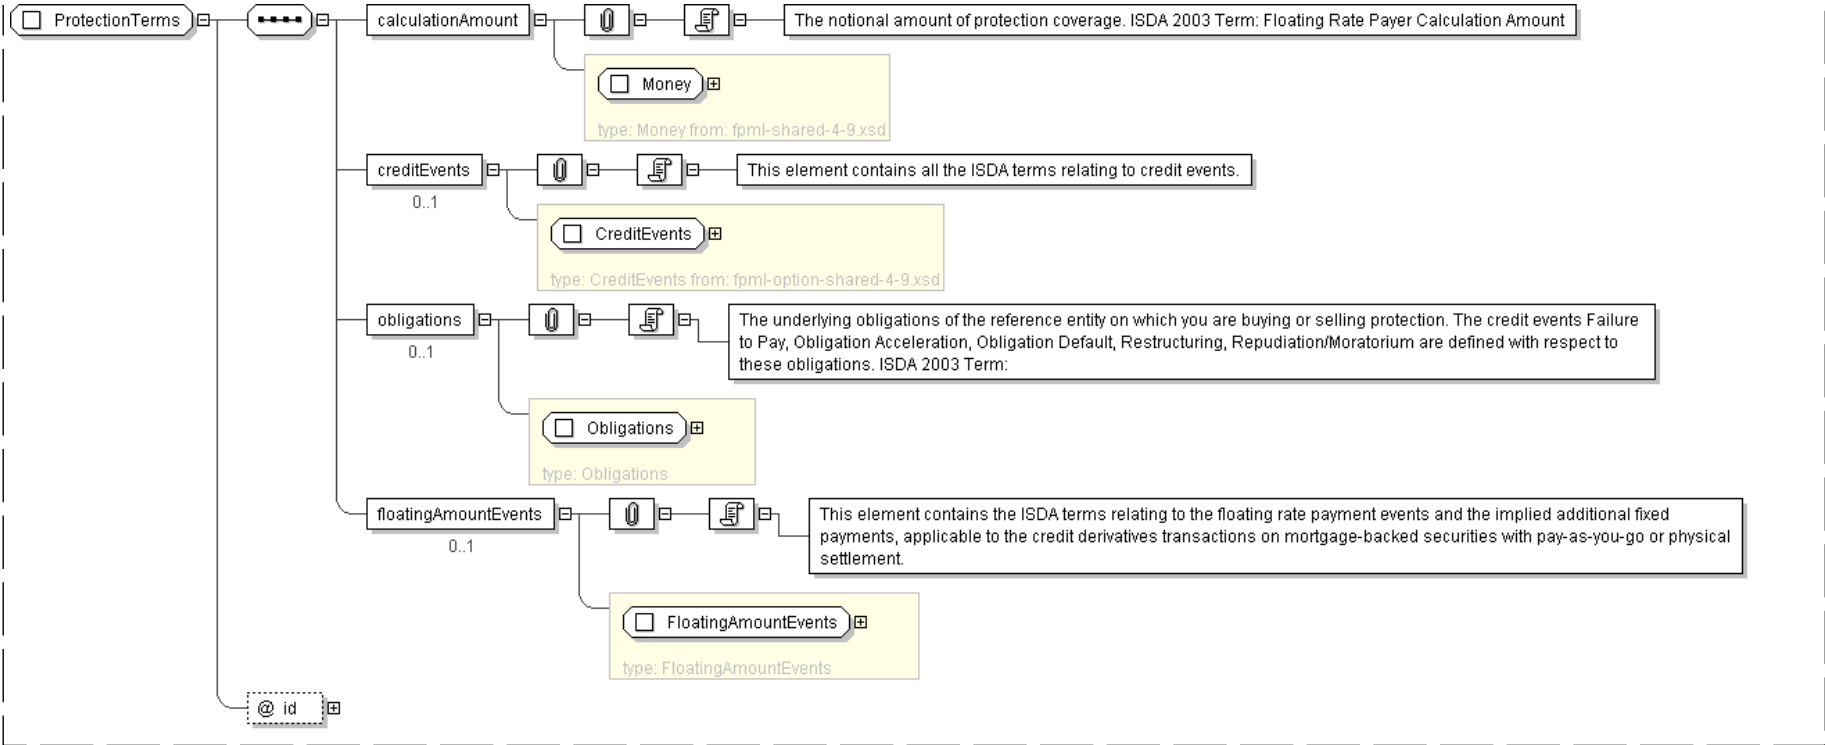 ProtectionTerms
calculationAmount
The notional amount of protection coverage. ISDA 2003 Term: Floating Rate Payer Calculation Amount
Money
type: Money from: fpml-shared-4-9.xsd
creditEvents
This element contains all the ISDA terms relating to credit events.
0..1
CreditEvents
type: CreditEvents from: fpml-option-shared-4-9.xsd
obligations
The underlying obligations of the reference entity on which you are buying or selling protection. The credit events Failure
to Pay, Obligation Acceleration, Obligation Default, Restructuring, Repudiation/Moratorium are defined with respect to
these obligations. ISDA 2003 Term:
0..1
Obligations
type: Obligations
floatingAmountEvents
This element contains the ISDA terms relating to the floating rate payment events and the implied additional fixed
payments, applicable to the credit derivatives transactions on mortgage-backed securities with pay-as-you-go or physical
settlement.
0..1
FloatingAmountEvents
type: FloatingAmountEvents
@ id